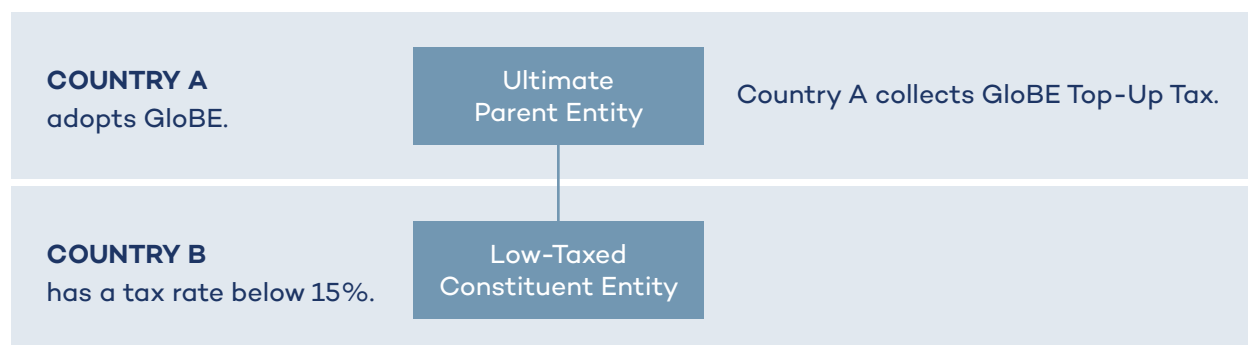 COUNTRY A
adopts GloBE.
Ultimate
Parent Entity
Country A collects GloBE Top-Up Tax.
COUNTRY B
has a tax rate below 15%.
Low-Taxed
Constituent Entity